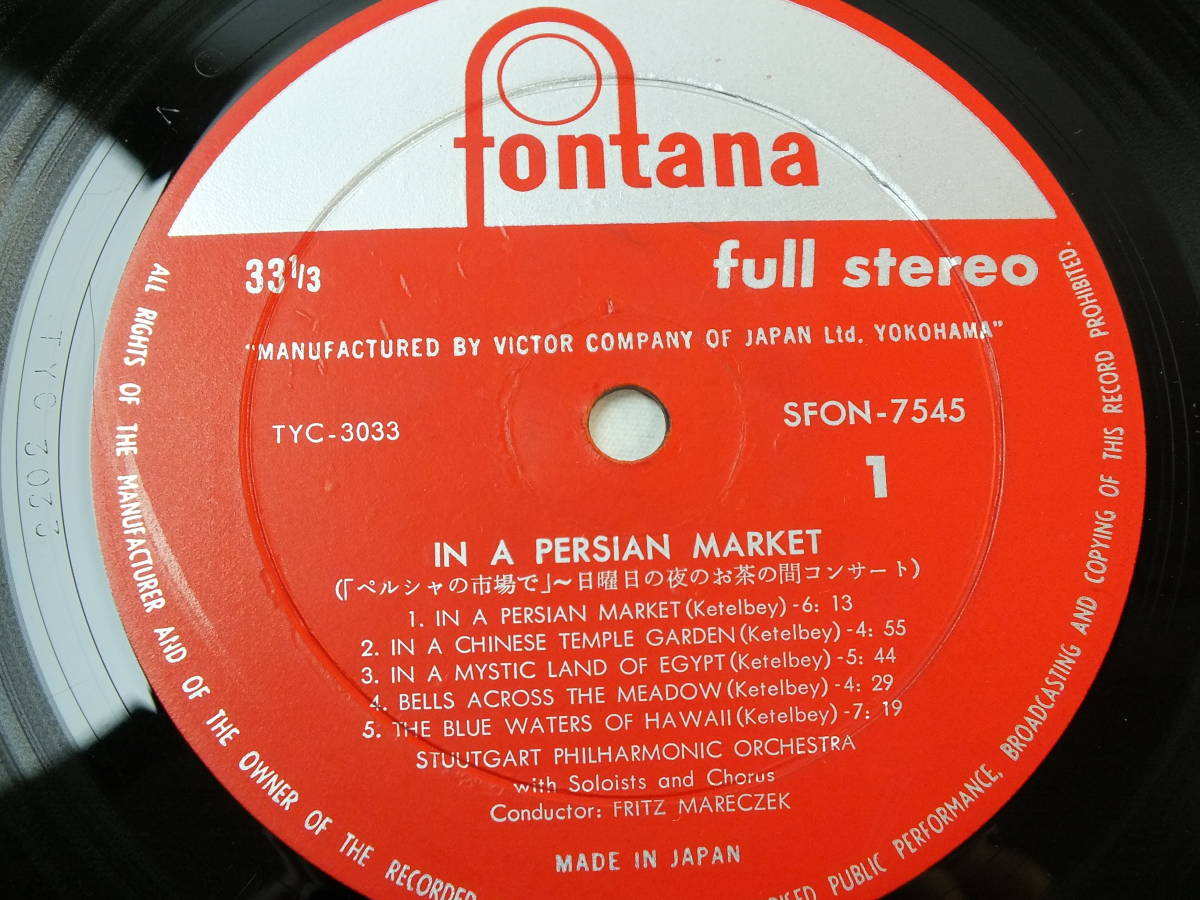 fontana
33 1/3
full stereo
"MANUFACTURED BY VICTOR COMPANY OF JAPAN Ltd. YOKOHAMA"
TYC-3033
SFON-7545
1
IN A PERSIAN MARKET
(「ペルシャの市場で」~日曜日の夜のお茶の間コンサート)
1. IN A PERSIAN MARKET (Ketelbey) -6: 13
2. IN A CHINESE TEMPLE GARDEN (Ketelbey) -4: 55
3. IN A MYSTIC LAND OF EGYPT (Ketelbey) -5: 44
4. BELLS ACROSS THE MEADOW (Ketelbey) -4: 29
5. THE BLUE WATERS OF HAWAII (Ketelbey) -7: 19
STUUTGART PHILHARMONIC ORCHESTRA
with Soloists and Chorus
Conductor: FRITZ MARECZEK
MADE IN JAPAN
ALL RIGHTS OF THE MANUFACTURER AND OF THE OWNER OF THE RECORDED
PUBLIC PERFORMANCE, BROADCASTING AND COPYING OF THIS RECORD PROHIBITED.